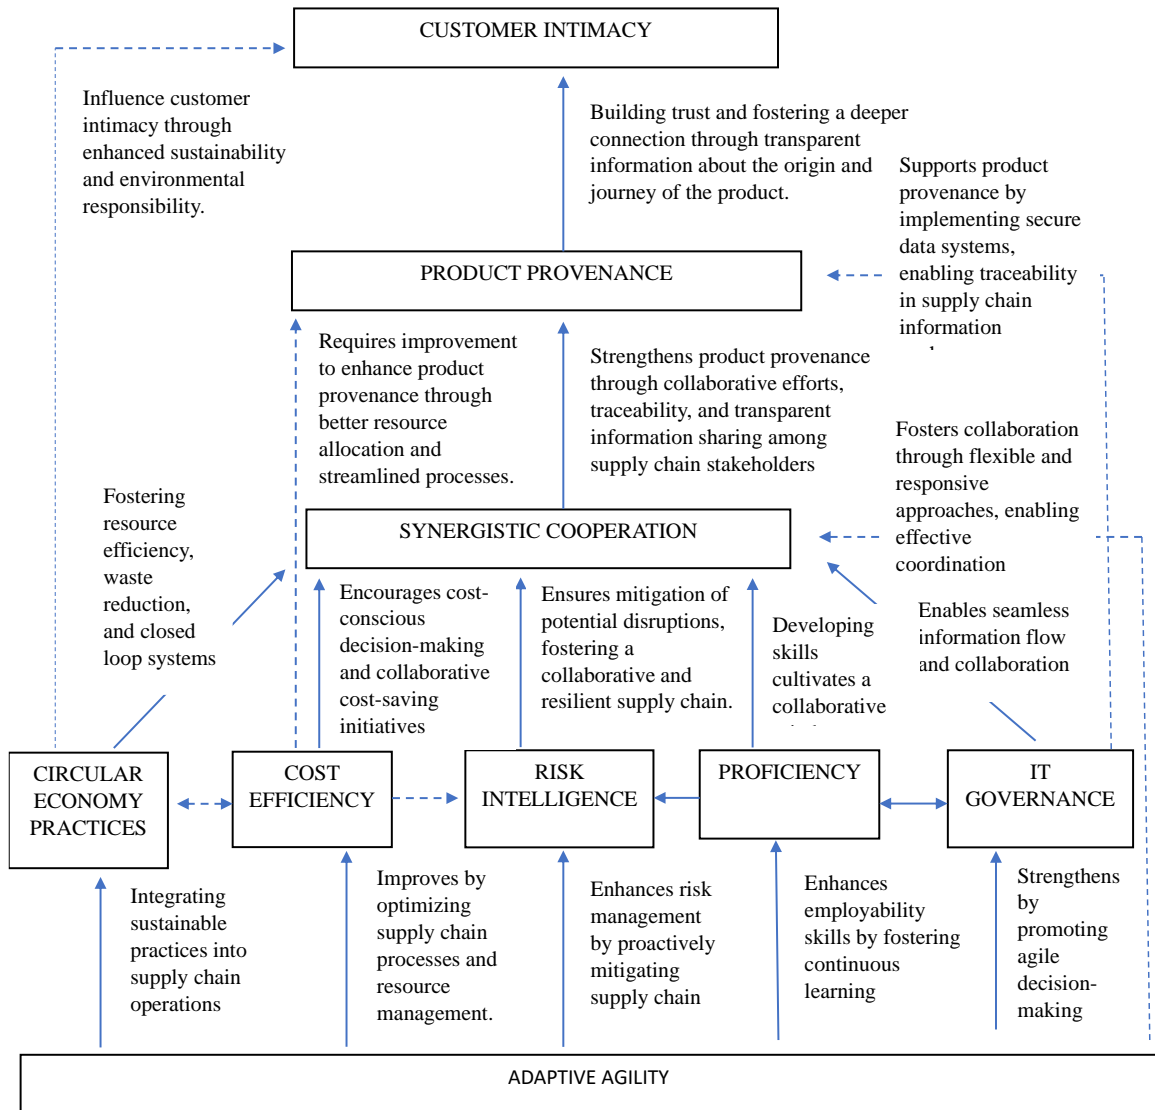 CUSTOMER INTIMACY
Influence customer
intimacy through
enhanced sustainability
and environmental
responsibility.
Building trust and fostering a deeper
connection through transparent
information about the origin and
journey of the product.
Supports product
provenance by
implementing secure
data systems,
enabling traceability
in supply chain
information
PRODUCT PROVENANCE
Requires improvement
to enhance product
provenance through
better resource
allocation and
streamlined processes.
Strengthens product provenance
through collaborative efforts,
traceability, and transparent
information sharing among
supply chain stakeholders
Fosters collaboration
through flexible and
responsive
approaches, enabling
effective
coordination
Fostering
resource
efficiency,
waste
reduction,
and closed
loop systems
SYNERGISTIC COOPERATION
Encourages cost-
conscious
decision-making
and collaborative
cost-saving
initiatives
Ensures mitigation of
potential disruptions,
fostering a
collaborative and
resilient supply chain.
Developing
skills
cultivates a
collaborative
Enables seamless
information flow
and collaboration
CIRCULAR
ECONOMY
PRACTICES
COST
EFFICIENCY
RISK
INTELLIGENCE
PROFICIENCY
IT
GOVERNANCE
Integrating
sustainable
practices into
supply chain
operations
Improves by
optimizing
supply chain
processes and
resource
management.
Enhances risk
management
by proactively
mitigating
supply chain
Enhances
employability
skills by fostering
continuous
learning
Strengthens
by
promoting
agile
decision-
making
ADAPTIVE AGILITY